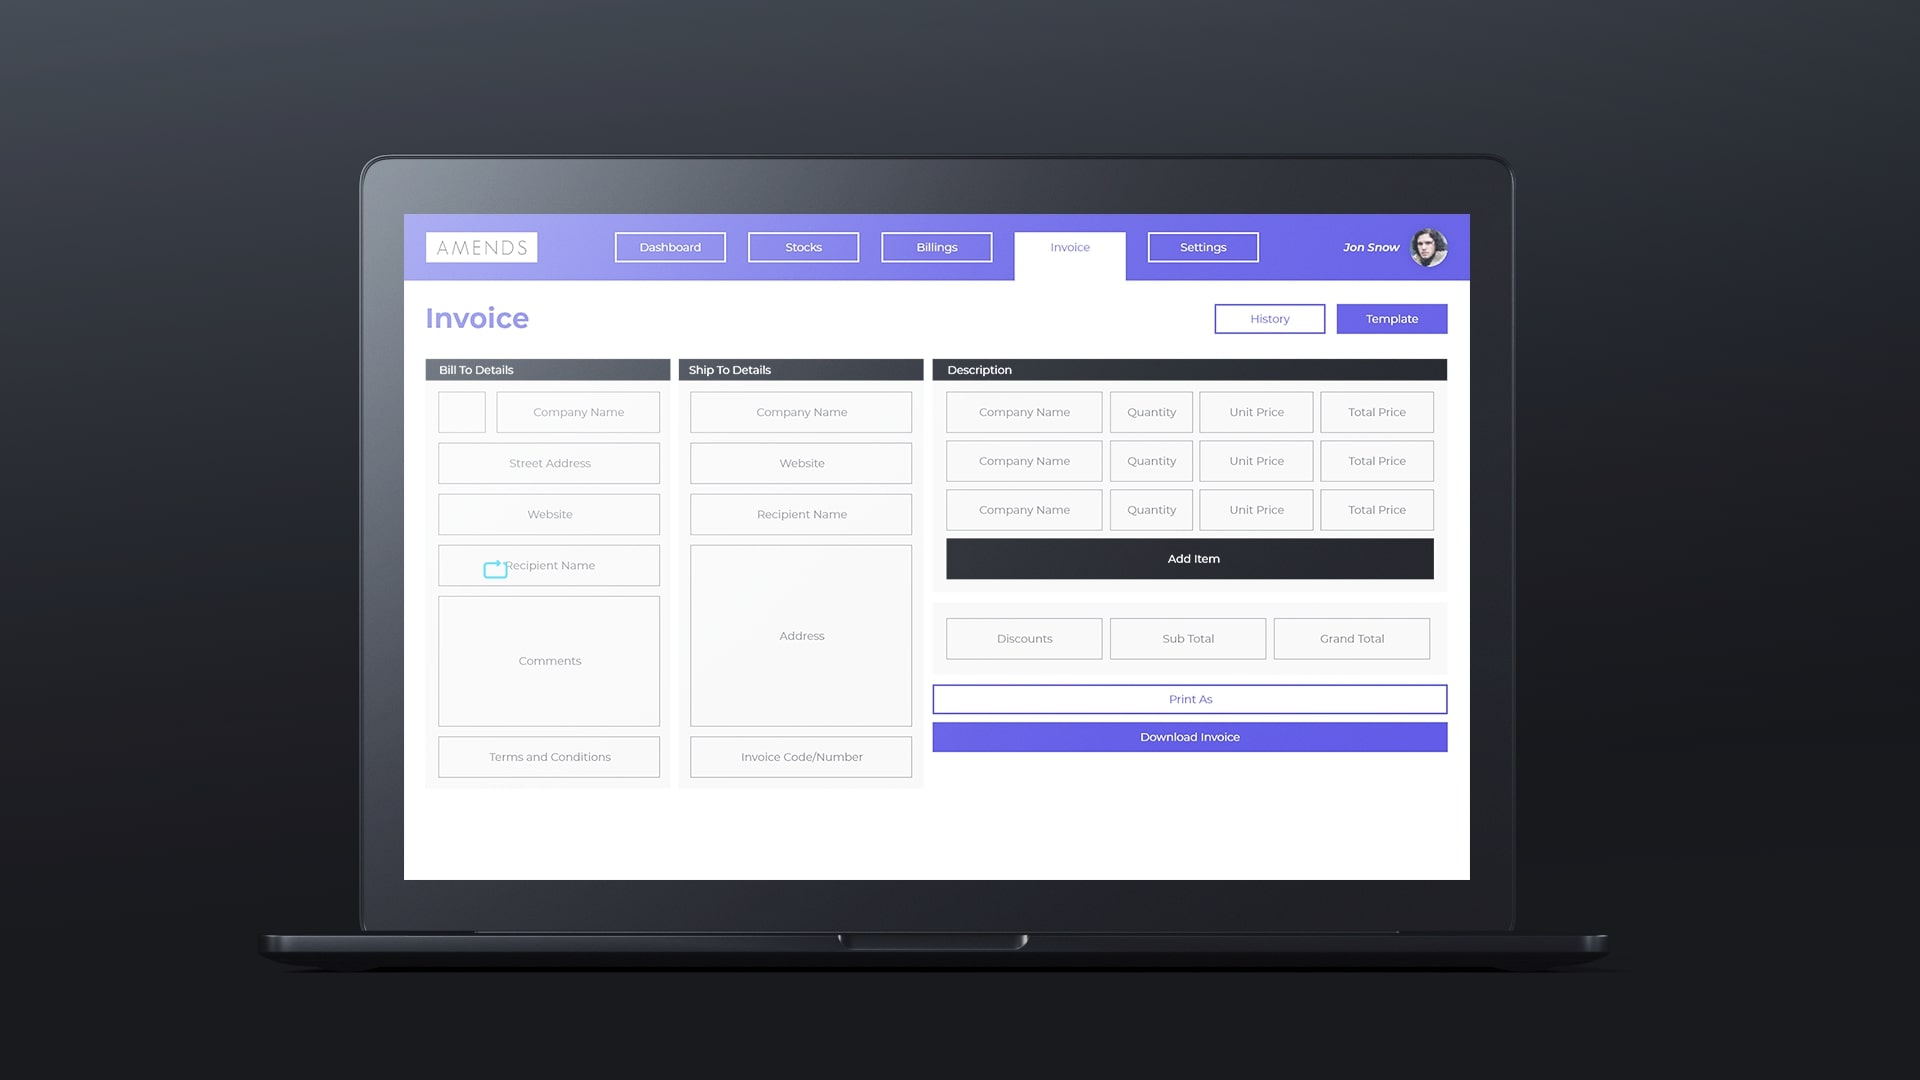 AMENDS
Dashboard
Stocks
Billings
Invoice
Settings
Jon Snow
Invoice
History
Template
Bill To Details
Company Name
Street Address
Website
Recipient Name
Comments
Terms and Conditions
Ship To Details
Company Name
Website
Recipient Name
Address
Invoice Code/Number
Description
Company Name
Quantity
Unit Price
Total Price
Company Name
Quantity
Unit Price
Total Price
Company Name
Quantity
Unit Price
Total Price
Add Item
Discounts
Sub Total
Grand Total
Print As
Download Invoice